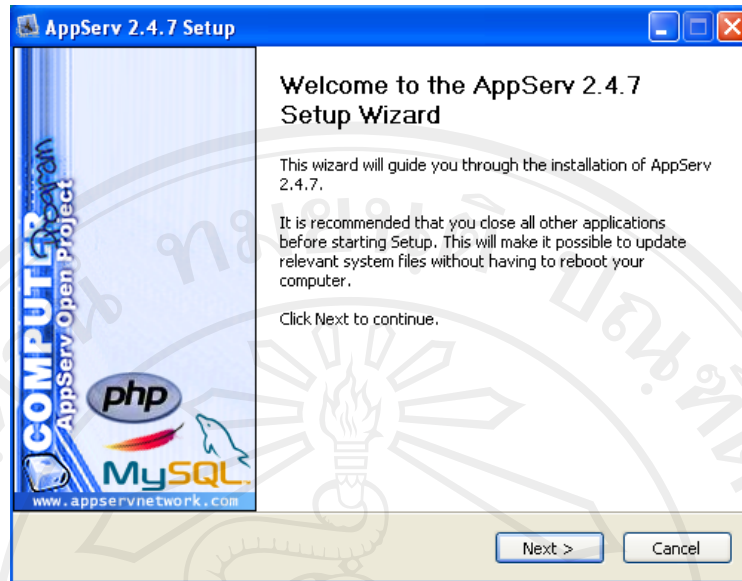 AppServ 2.4.7 Setup
Welcome to the AppServ 2.4.7
Setup Wizard
This wizard will guide you through the installation of AppServ
2.4.7.
It is recommended that you close all other applications
before starting Setup. This will make it possible to update
relevant system files without having to reboot your
computer.
Click Next to continue.
COMPUTER
Program
AppServ Open Project
php
MySQL
www.appservnetwork.com
Next >
Cancel